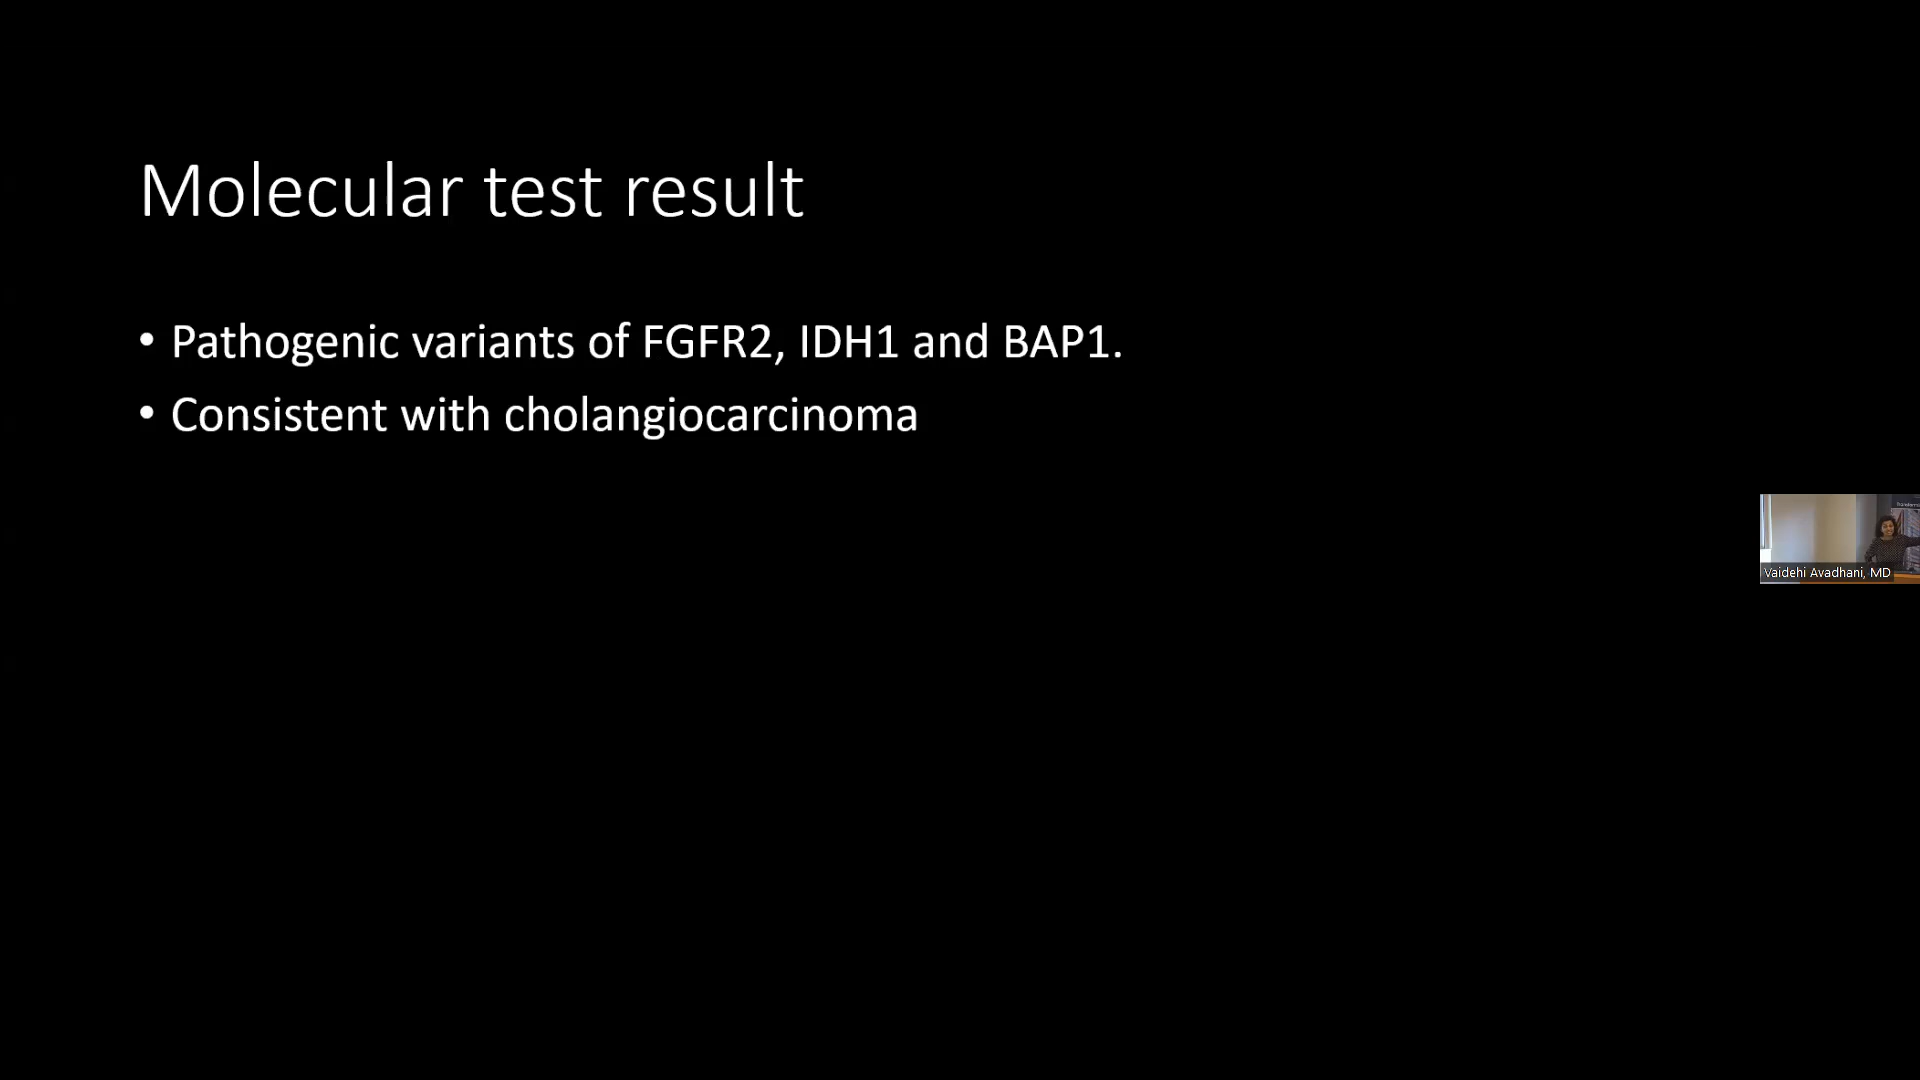 Molecular test result
• Pathogenic variants of FGFR2, IDH1 and BAP1.
• Consistent with cholangiocarcinoma
Vaidehi Avadhani, MD